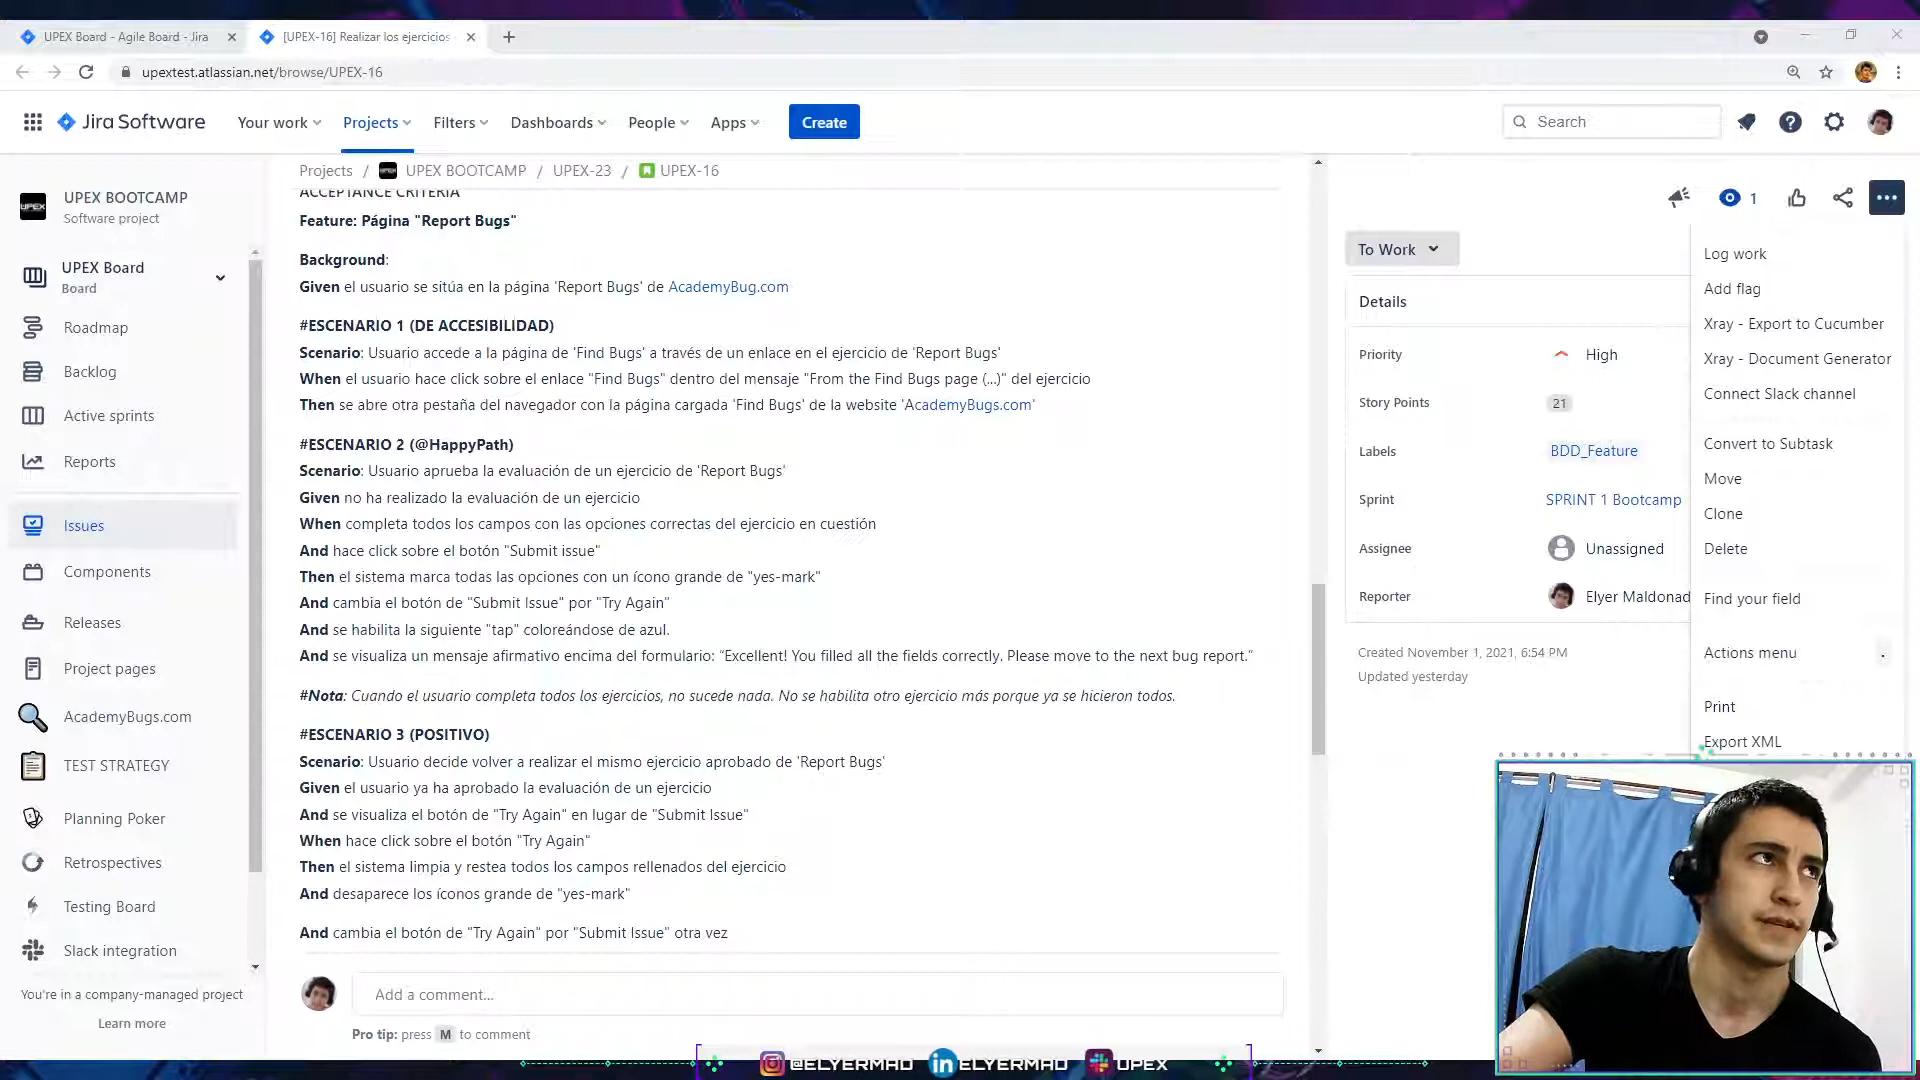 UPEX Board - Agile Board - Jira
[UPEX-16] Realizar los ejercicios
upextest.atlassian.net/browse/UPEX-16
Jira Software
Your work
Projects
Filters
Dashboards
People
Apps
Create
Search
UPEX BOOTCAMP
Software project
UPEX Board
Board
Roadmap
Backlog
Active sprints
Reports
Issues
Components
Releases
Project pages
AcademyBugs.com
TEST STRATEGY
Planning Poker
Retrospectives
Testing Board
Slack integration
You're in a company-managed project
Learn more
Projects / UPEX BOOTCAMP / UPEX-23 / UPEX-16
ACCEPTANCE CRITERIA
Feature: Página "Report Bugs"
Background:
Given el usuario se sitúa en la página 'Report Bugs' de AcademyBug.com
#ESCENARIO 1 (DE ACCESIBILIDAD)
Scenario: Usuario accede a la página de 'Find Bugs' a través de un enlace en el ejercicio de 'Report Bugs'
When el usuario hace click sobre el enlace "Find Bugs" dentro del mensaje "From the Find Bugs page (...)" del ejercicio
Then se abre otra pestaña del navegador con la página cargada 'Find Bugs' de la website 'AcademyBugs.com'
#ESCENARIO 2 (@HappyPath)
Scenario: Usuario aprueba la evaluación de un ejercicio de 'Report Bugs'
Given no ha realizado la evaluación de un ejercicio
When completa todos los campos con las opciones correctas del ejercicio en cuestión
And hace click sobre el botón "Submit issue"
Then el sistema marca todas las opciones con un ícono grande de "yes-mark"
And cambia el botón de "Submit Issue" por "Try Again"
And se habilita la siguiente "tap" coloreándose de azul.
And se visualiza un mensaje afirmativo encima del formulario: "Excellent! You filled all the fields correctly. Please move to the next bug report."
#Nota: Cuando el usuario completa todos los ejercicios, no sucede nada. No se habilita otro ejercicio más porque ya se hicieron todos.
#ESCENARIO 3 (POSITIVO)
Scenario: Usuario decide volver a realizar el mismo ejercicio aprobado de 'Report Bugs'
Given el usuario ya ha aprobado la evaluación de un ejercicio
And se visualiza el botón de "Try Again" en lugar de "Submit Issue"
When hace click sobre el botón "Try Again"
Then el sistema limpia y restea todos los campos rellenados del ejercicio
And desaparece los íconos grande de "yes-mark"
And cambia el botón de "Try Again" por "Submit Issue" otra vez
Add a comment...
Pro tip: press M to comment
1
To Work
Details
Priority
High
Story Points
21
Labels
BDD_Feature
Sprint
SPRINT 1 Bootcamp
Assignee
Unassigned
Reporter
Elyer Maldonad
Created November 1, 2021, 6:54 PM
Updated yesterday
Log work
Add flag
Xray - Export to Cucumber
Xray - Document Generator
Connect Slack channel
Convert to Subtask
Move
Clone
Delete
Find your field
Actions menu
.
Print
Export XML
@ELYERMAD
ELYERMAD
UPEX